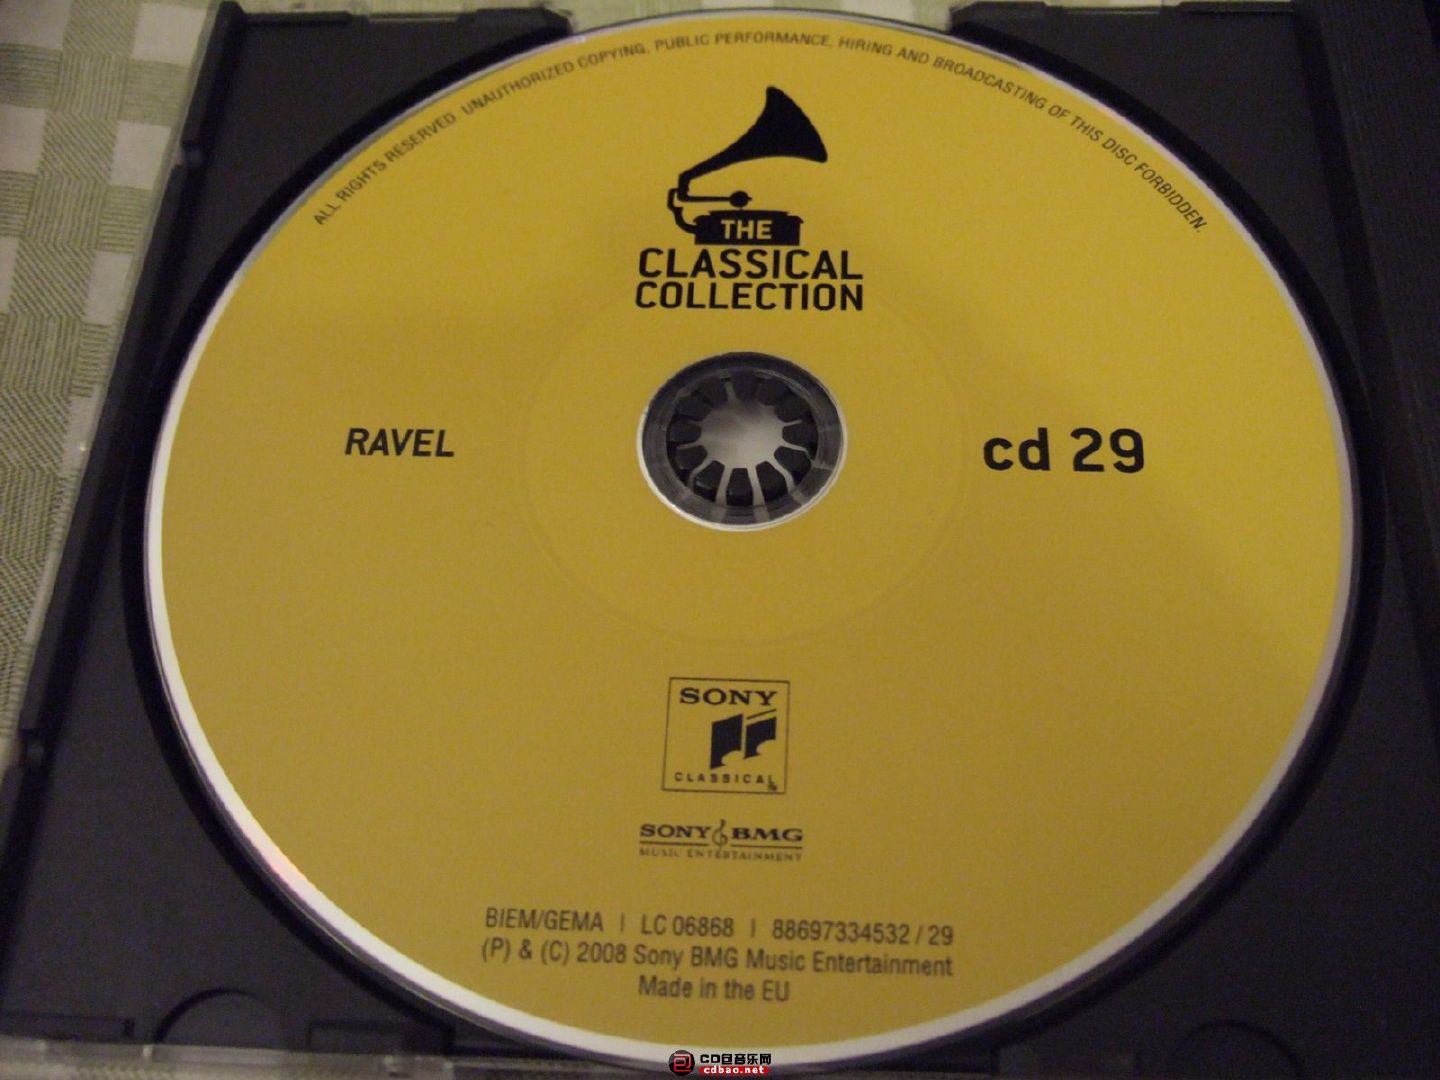 ALL RIGHTS RESERVED UNAUTHORIZED COPYING, PUBLIC PERFORMANCE, HIRING AND BROADCASTING OF THIS DISC FORBIDDEN.
THE
CLASSICAL
COLLECTION
RAVEL
cd 29
SONY
CLASSICAL
SONY BMG
MUSIC ENTERTAINMENT
BIEM/GEMA | LC 06868 | 88697334532 / 29
(P) & (C) 2008 Sony BMG Music Entertainment
Made in the EU
CD包音乐网
cdbao.net